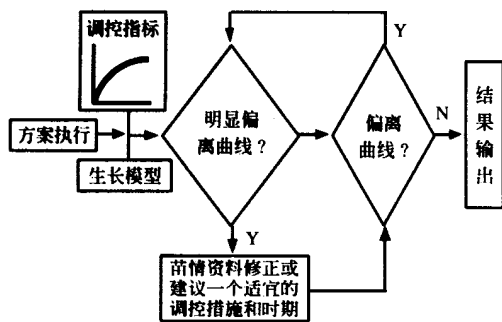 调控指标
方案执行
生长模型
明显偏
离曲线？
Y
偏离
曲线？
N
结
果
输
出
Y
苗情资料修正或
建议一个适宜的
调控措施和时期